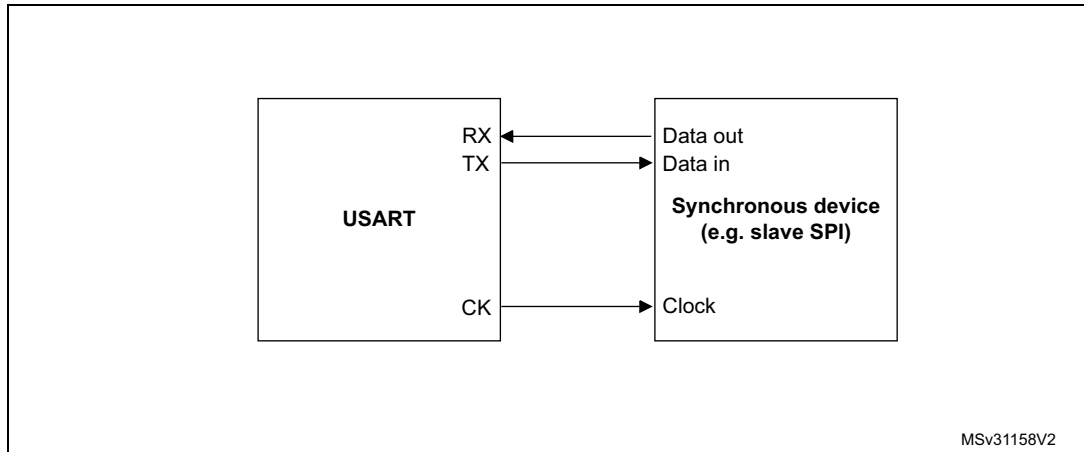 RX
TX
USART
CK
Data out
Data in
Synchronous device
(e.g. slave SPI)
Clock
MSv31158V2